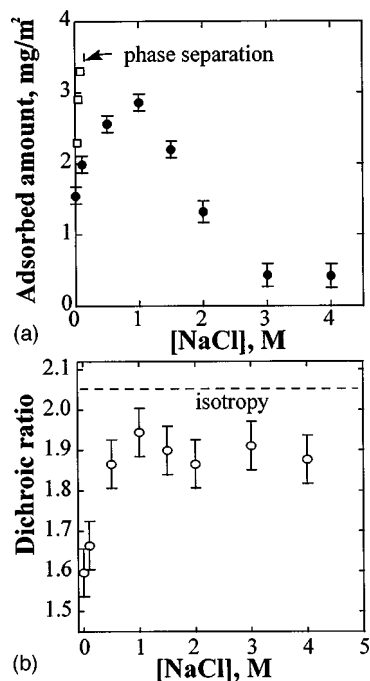 4
phase separation
3
2
1
0
Adsorbed amount, mg/m²
0 1 2 3 4
(a)
[NaCl], M
2.1
2.0
isotropy
1.9
1.8
1.7
1.6
1.5
Dichroic ratio
0 1 2 3 4 5
(b)
[NaCl], M